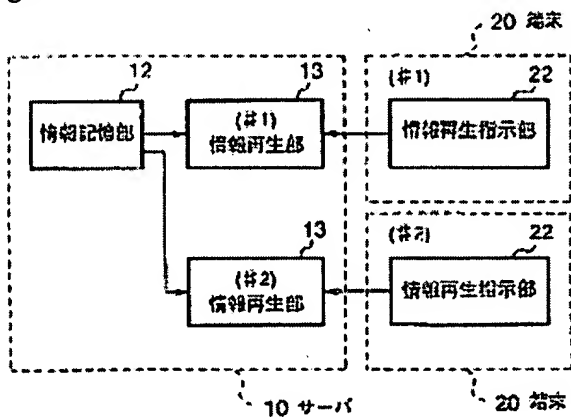 20 端末
12
13
(#1)
22
情報記憶部
(#1)
情報再生部
情報再生指示部
13
(#2)
22
(#2)
情報再生部
情報再生指示部
10 サーバ
20 端末